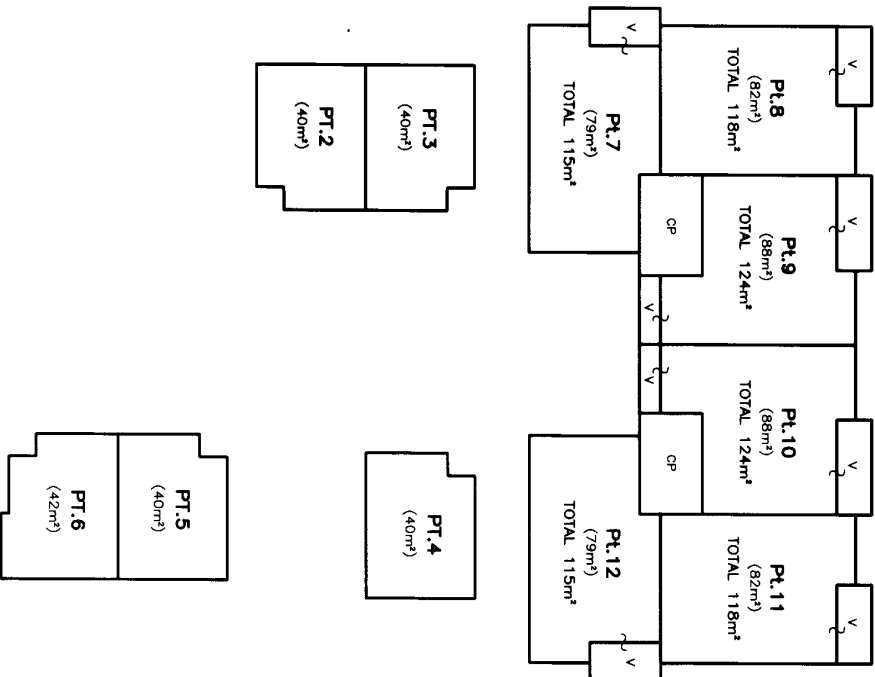 V
Pt.8
(82m²)
TOTAL 118m²
V
Pt.9
(88m²)
TOTAL 124m²
V
Pt.10
(88m²)
TOTAL 124m²
V
Pt.11
(82m²)
TOTAL 118m²
V
Pt.7
(79m²)
TOTAL 115m²
CP
V
V
CP
Pt.12
(79m²)
TOTAL 115m²
V
PT.3
(40m²)
PT.2
(40m²)
PT.4
(40m²)
PT.5
(40m²)
PT.6
(42m²)
V